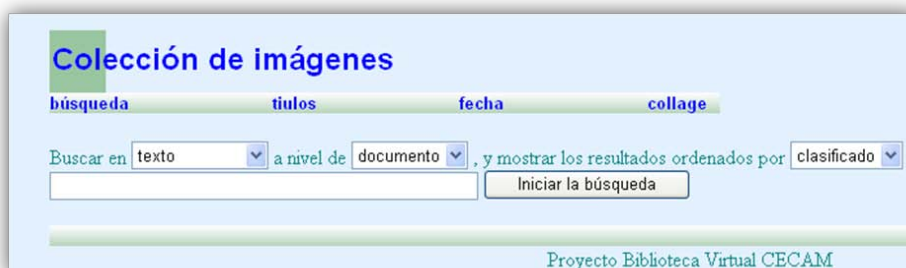 Colección de imágenes
búsqueda tiulos fecha collage
Buscar en texto a nivel de documento , y mostrar los resultados ordenados por clasificado
Iniciar la búsqueda
Proyecto Biblioteca Virtual CECAM